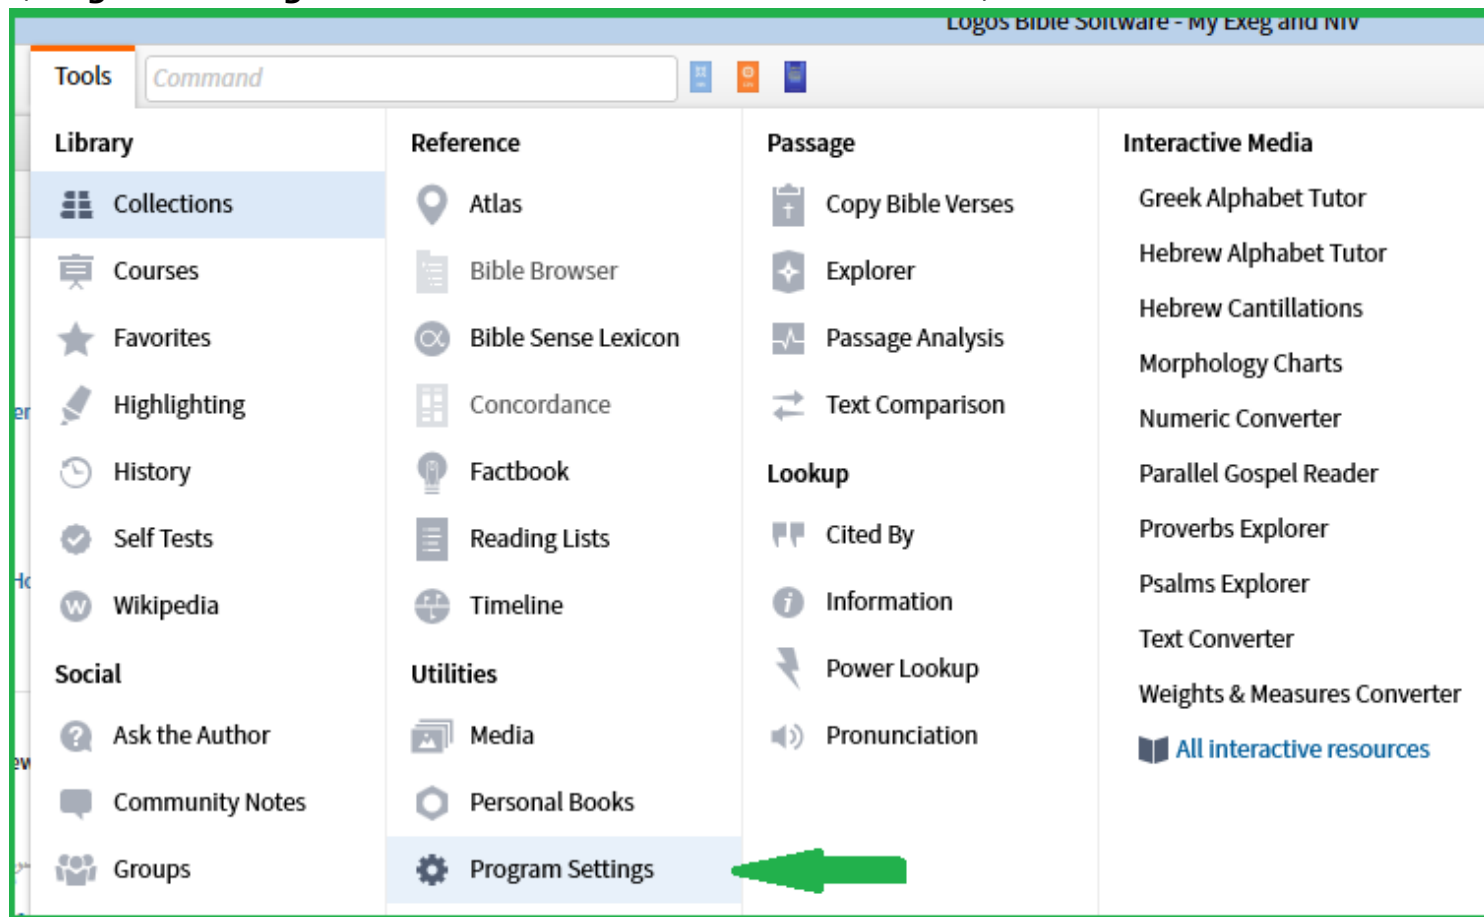 Logos Bible Software - My Exeg and NIV
Tools
Command
Library
Collections
Courses
Favorites
Highlighting
History
Self Tests
Wikipedia
Social
Ask the Author
Community Notes
Groups
Reference
Atlas
Bible Browser
Bible Sense Lexicon
Concordance
Factbook
Reading Lists
Timeline
Utilities
Media
Personal Books
Program Settings
Passage
Copy Bible Verses
Explorer
Passage Analysis
Text Comparison
Lookup
Cited By
Information
Power Lookup
Pronunciation
Interactive Media
Greek Alphabet Tutor
Hebrew Alphabet Tutor
Hebrew Cantillations
Morphology Charts
Numeric Converter
Parallel Gospel Reader
Proverbs Explorer
Psalms Explorer
Text Converter
Weights & Measures Converter
All interactive resources